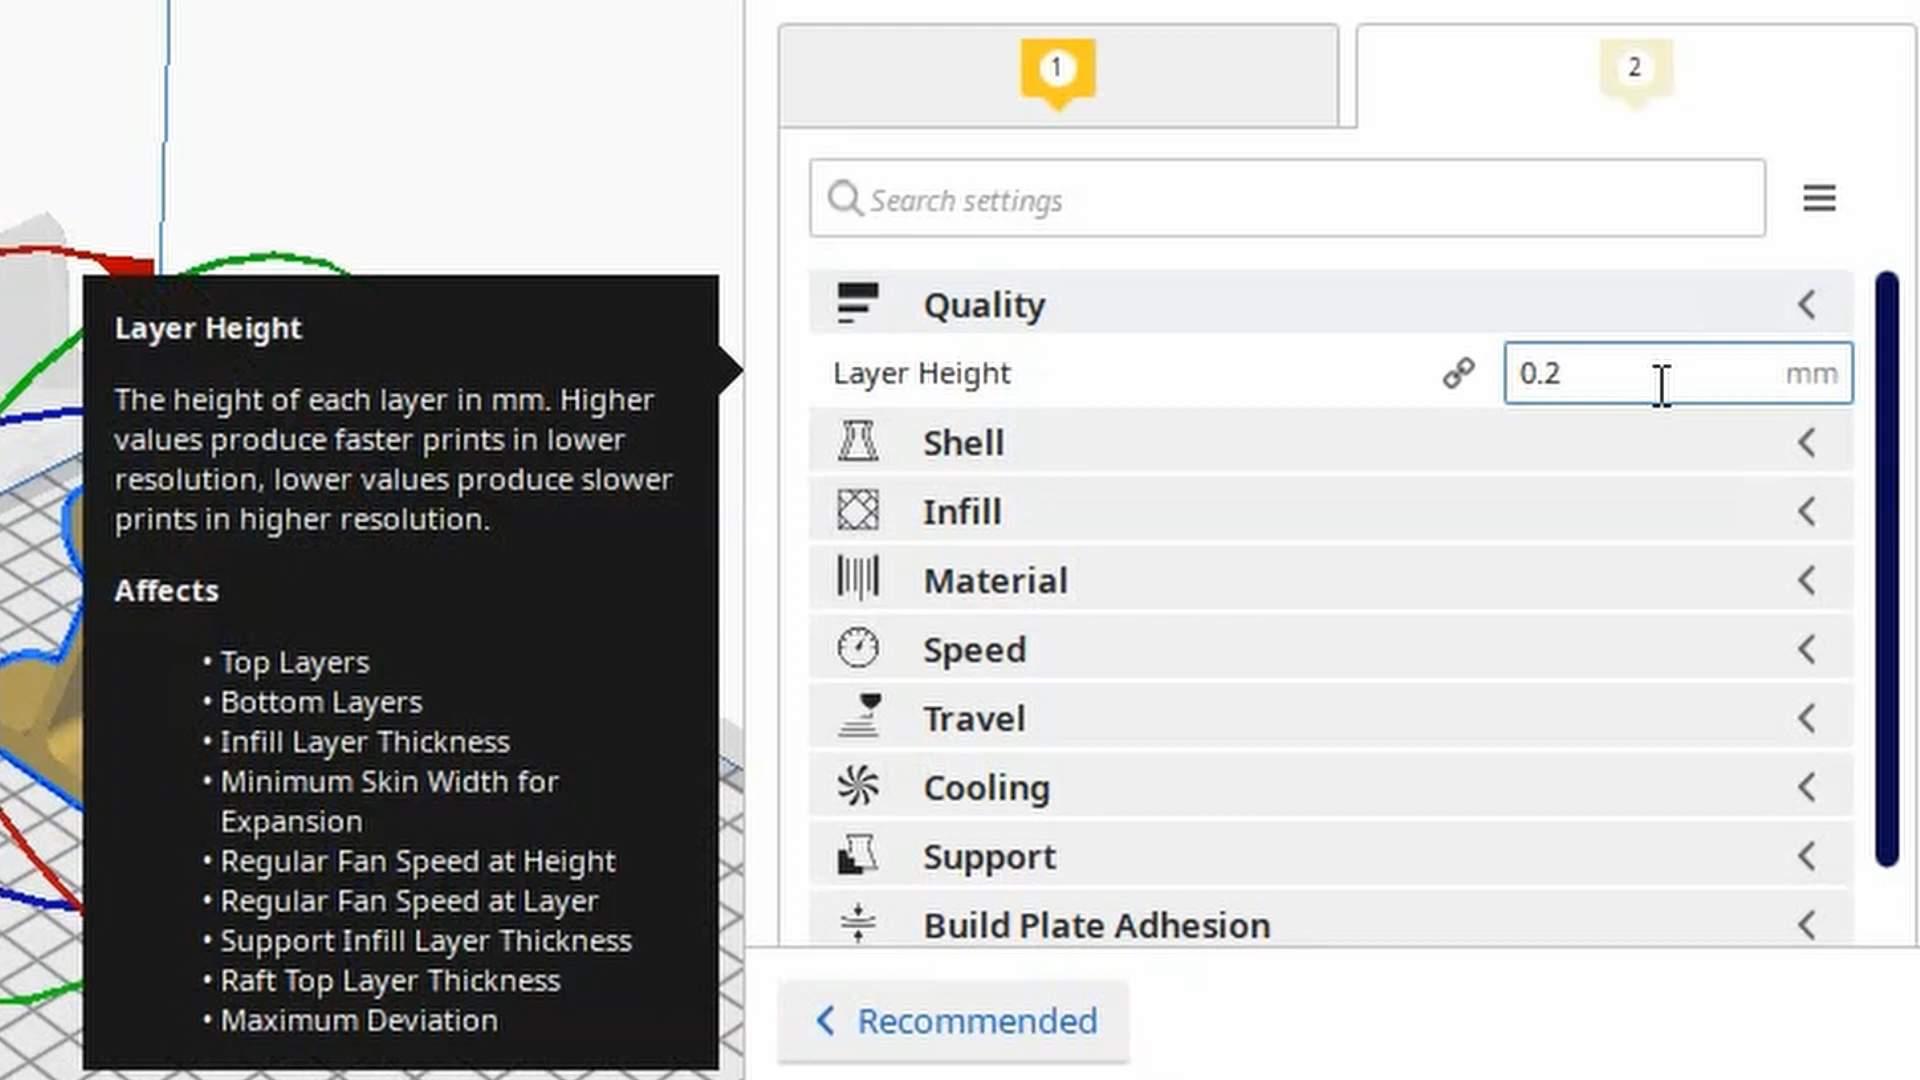 1
2
Search settings
Quality
Layer Height
0.2
mm
Shell
Infill
Material
Speed
Travel
Cooling
Support
Build Plate Adhesion
Recommended
Layer Height
The height of each layer in mm. Higher
values produce faster prints in lower
resolution, lower values produce slower
prints in higher resolution.
Affects
• Top Layers
• Bottom Layers
• Infill Layer Thickness
• Minimum Skin Width for
Expansion
• Regular Fan Speed at Height
• Regular Fan Speed at Layer
• Support Infill Layer Thickness
• Raft Top Layer Thickness
• Maximum Deviation